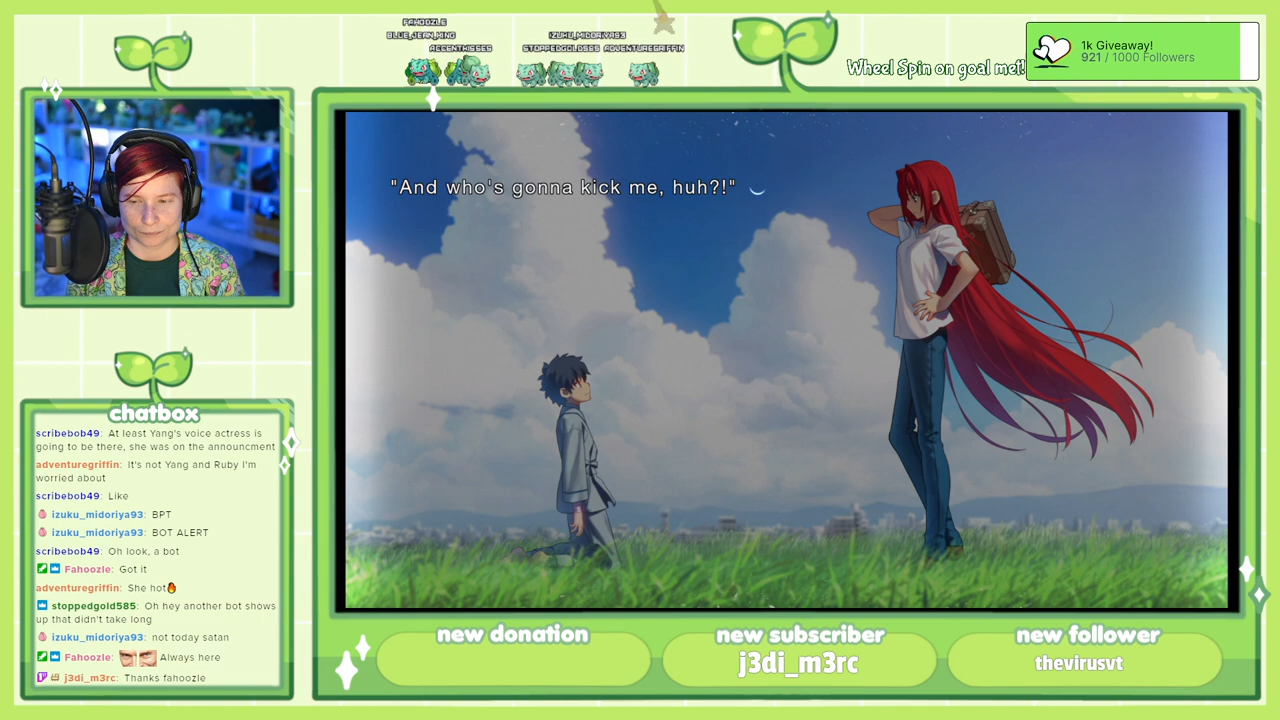 FAHOOZLE
BLUE_JEAN_KING
ACCENTMISSES
IZUKU_MIDORIYA93
STOPPEDGOLD585 ADVENTUREGRIFFIN
Wheel Spin on goal met!
1k Giveaway!
921 / 1000 Followers
"And who's gonna kick me, huh?!"
chatbox
scribebob49: At least Yang's voice actress is
going to be there, she was on the announcment
adventuregriffin: It's not Yang and Ruby I'm
worried about
scribebob49: Like
izuku_midoriya93: BPT
izuku_midoriya93: BOT ALERT
scribebob49: Oh look, a bot
Fahoozle: Got it
adventuregriffin: She hot🔥
stoppedgold585: Oh hey another bot shows
up that didn't take long
izuku_midoriya93: not today satan
Fahoozle: Always here
j3di_m3rc: Thanks fahoozle
new donation
new subscriber
j3di_m3rc
new follower
thevirusvt